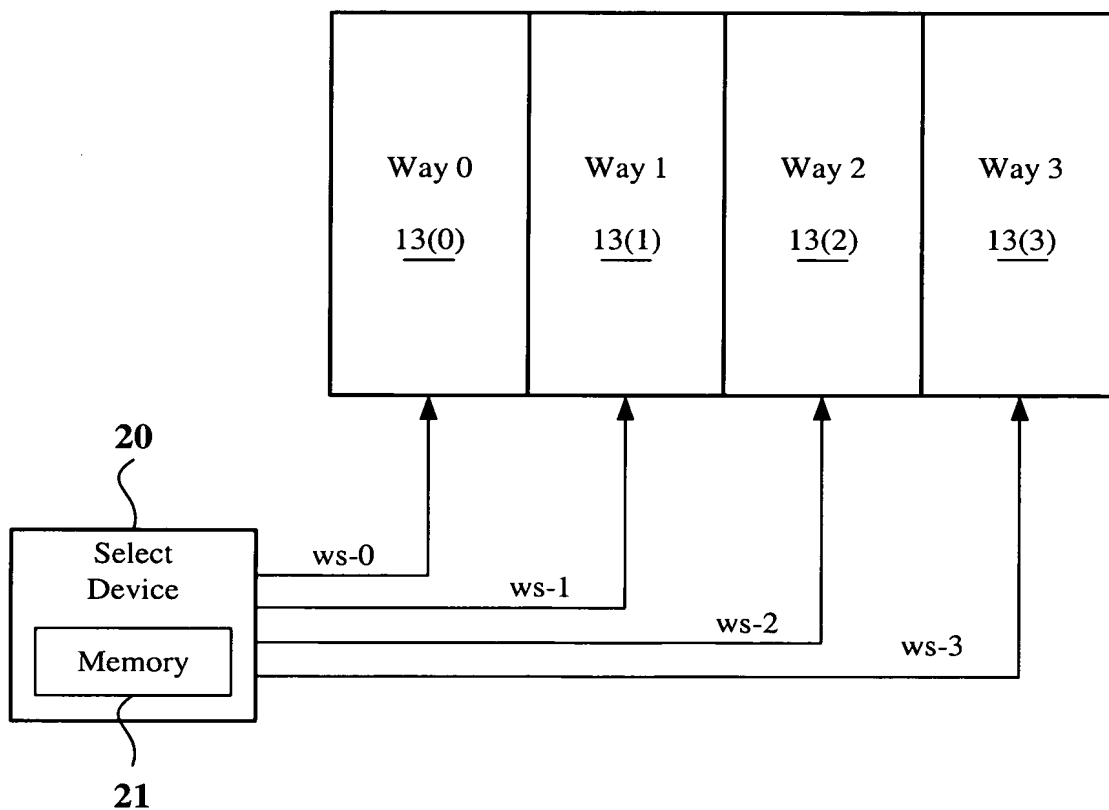 Way 0
Way 1
Way 2
Way 3
13(0)
13(1)
13(2)
13(3)
20
Select
Device
Memory
21
ws-0
ws-1
ws-2
ws-3